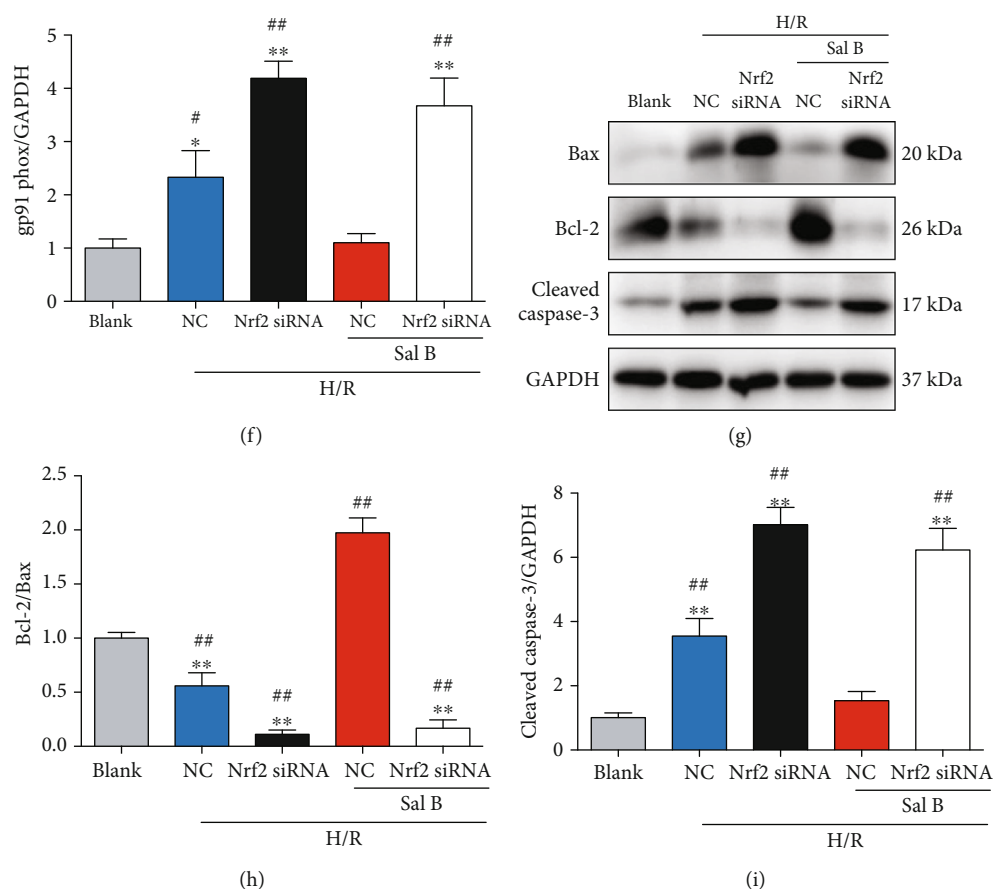 gp91 phox/GAPDH
5
4
3
2
1
0
#
*
##
**
##
**
Blank
NC
Nrf2 siRNA
NC
Nrf2 siRNA
Sal B
H/R
(f)
H/R
Sal B
Blank
NC
Nrf2
siRNA
NC
Nrf2
siRNA
Bax
20 kDa
Bcl-2
26 kDa
Cleaved
caspase-3
17 kDa
GAPDH
37 kDa
(g)
Bcl-2/Bax
2.5
2.0
1.5
1.0
0.5
0.0
##
**
##
**
##
##
**
Blank
NC
Nrf2 siRNA
NC
Nrf2 siRNA
Sal B
H/R
(h)
Cleaved caspase-3/GAPDH
8
6
4
2
0
##
**
##
**
##
**
Blank
NC
Nrf2 siRNA
NC
Nrf2 siRNA
Sal B
H/R
(i)